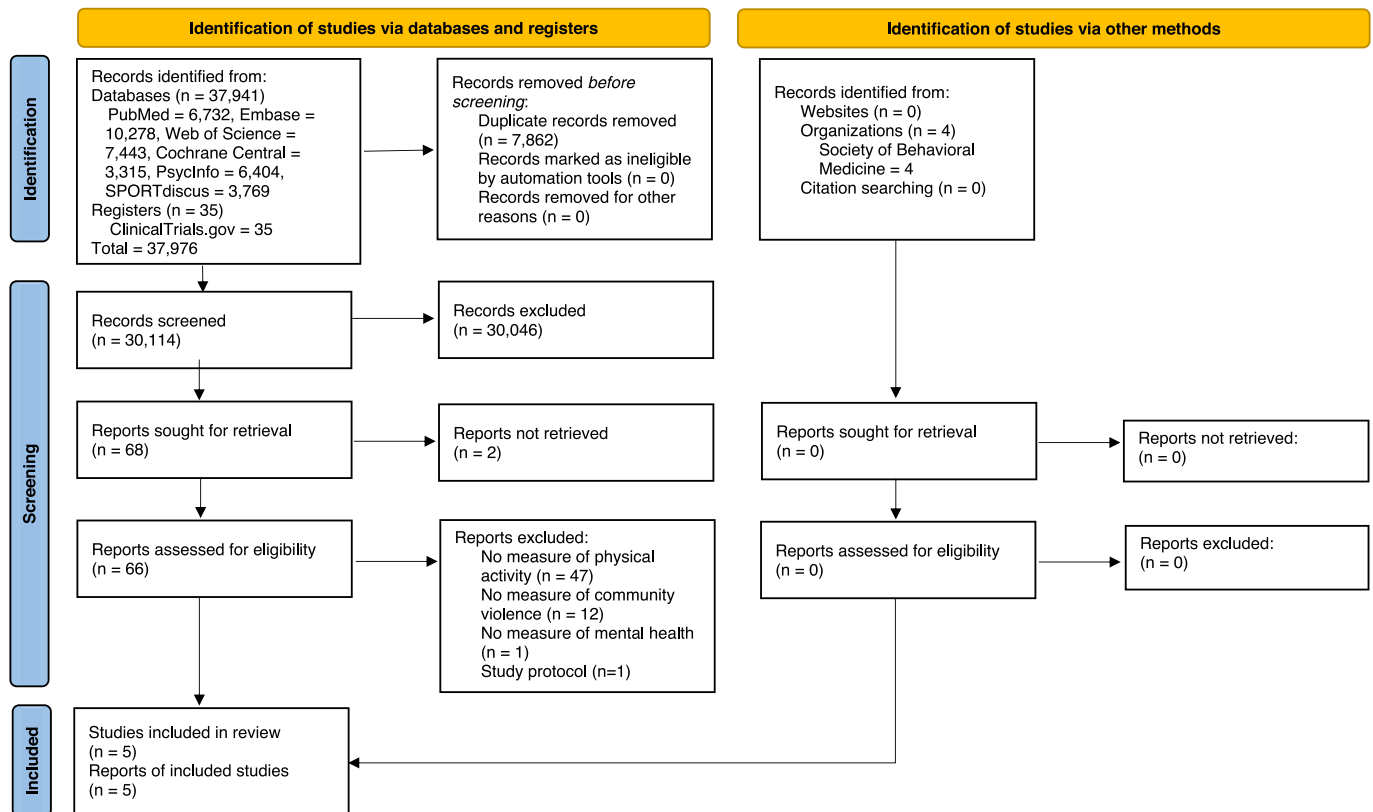 Identification of studies via databases and registers
Identification of studies via other methods
Identification
Records identified from:
Databases (n = 37,941)
PubMed = 6,732, Embase =
10,278, Web of Science =
7,443, Cochrane Central =
3,315, PsycInfo = 6,404,
SPORTdiscus = 3,769
Registers (n = 35)
ClinicalTrials.gov = 35
Total = 37,976
Records removed before
screening:
Duplicate records removed
(n = 7,862)
Records marked as ineligible
by automation tools (n = 0)
Records removed for other
reasons (n = 0)
Records identified from:
Websites (n = 0)
Organizations (n = 4)
Society of Behavioral
Medicine = 4
Citation searching (n = 0)
Screening
Records screened
(n = 30,114)
Records excluded
(n = 30,046)
Reports sought for retrieval
(n = 68)
Reports not retrieved
(n = 2)
Reports sought for retrieval
(n = 0)
Reports not retrieved:
(n = 0)
Reports assessed for eligibility
(n = 66)
Reports excluded:
No measure of physical
activity (n = 47)
No measure of community
violence (n = 12)
No measure of mental health
(n = 1)
Study protocol (n=1)
Reports assessed for eligibility
(n = 0)
Reports excluded:
(n = 0)
Included
Studies included in review
(n = 5)
Reports of included studies
(n = 5)